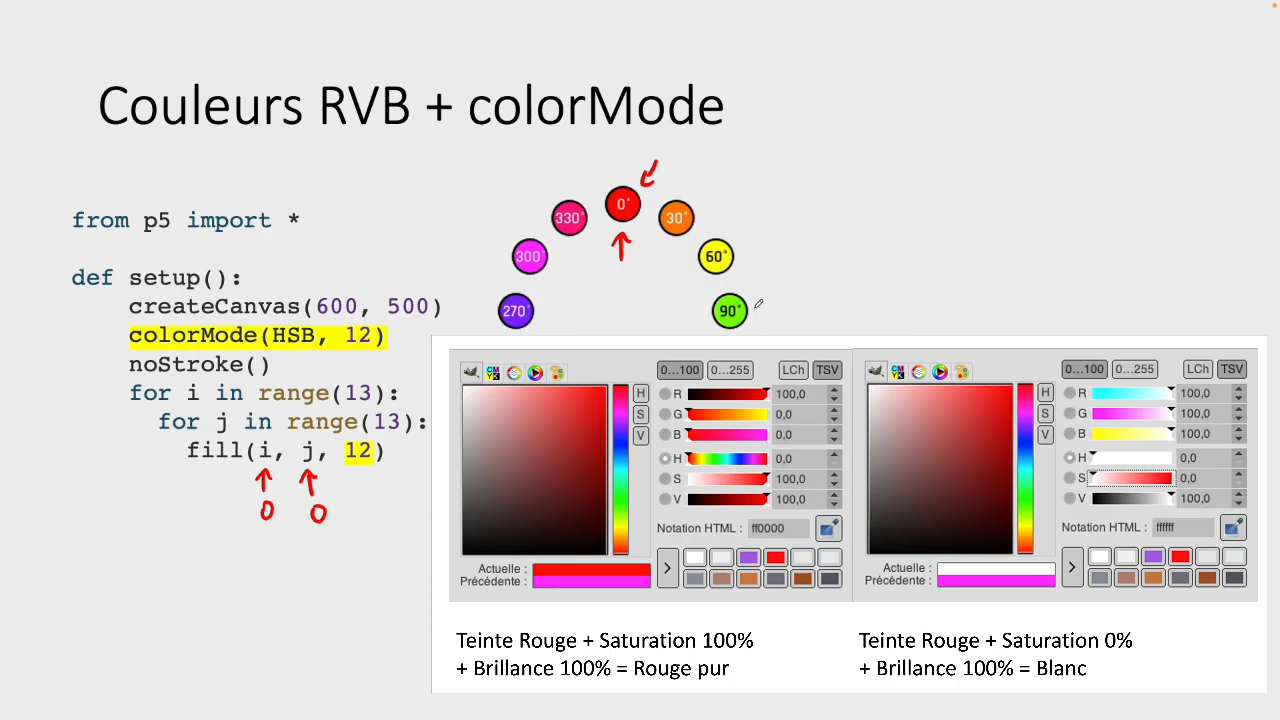 Couleurs RVB + colorMode
from p5 import *
def setup():
createCanvas(600, 500)
colorMode(HSB, 12)
noStroke()
for i in range(13):
for j in range(13):
fill(i, j, 12)
0 0
0°
330° 30°
300° 60°
270° 90°
0...100 0...255 LCh TSV
H
S
V
R 100,0
G 0,0
B 0,0
H 0,0
S 100,0
V 100,0
Notation HTML : ff0000
Actuelle :
Précédente :
Teinte Rouge + Saturation 100%
+ Brillance 100% = Rouge pur
0...100 0...255 LCh TSV
H
S
V
R 100,0
G 100,0
B 100,0
H 0,0
S 0,0
V 100,0
Notation HTML : ffffff
Actuelle :
Précédente :
Teinte Rouge + Saturation 0%
+ Brillance 100% = Blanc